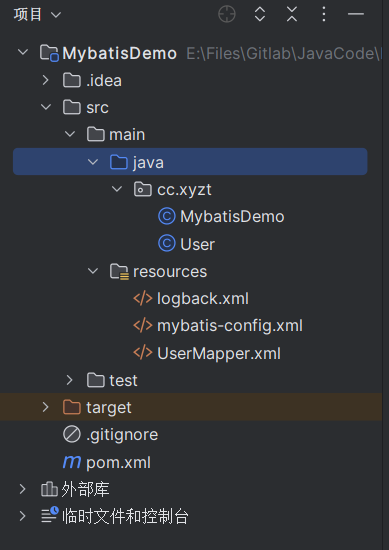 项目
MybatisDemo E:\Files\Gitlab\JavaCode\
.idea
src
main
java
cc.xyzt
MybatisDemo
User
resources
logback.xml
mybatis-config.xml
UserMapper.xml
test
target
.gitignore
pom.xml
外部库
临时文件和控制台